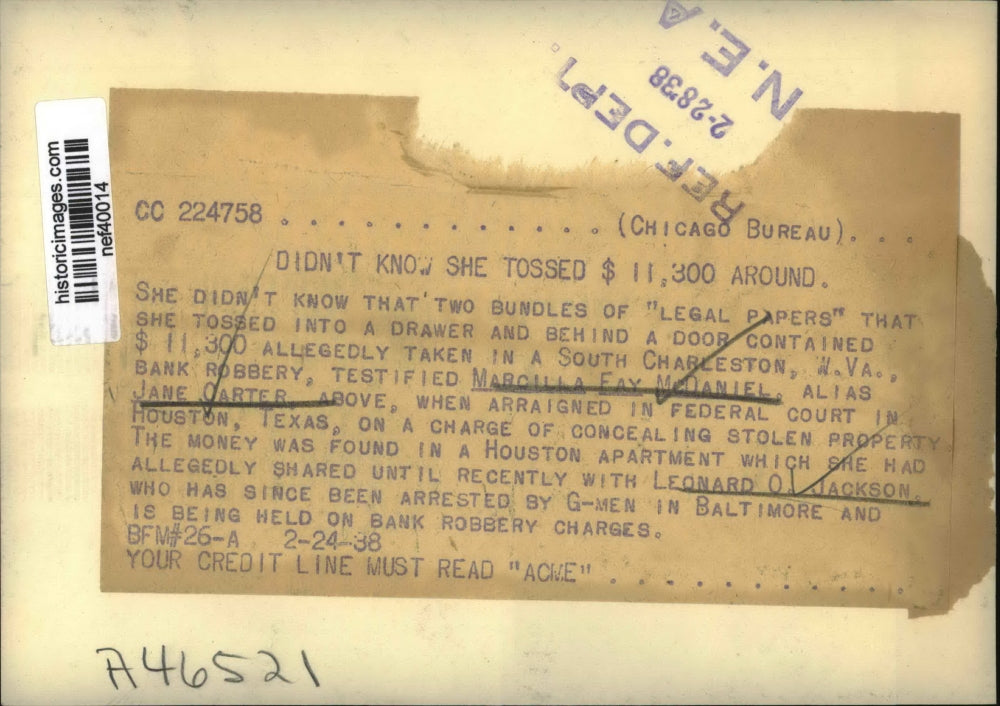 N.E.A
2-28 38
REF. DEPT.
historicimages.com
nef40014
CC 224758 . . . . . . . . . . . . . (CHICAGO BUREAU). . .
DIDN'T KNOW SHE TOSSED $ 11,300 AROUND.
SHE DIDN'T KNOW THAT TWO BUNDLES OF "LEGAL PAPERS" THAT
SHE TOSSED INTO A DRAWER AND BEHIND A DOOR CONTAINED
$ 11,300 ALLEGEDLY TAKEN IN A SOUTH CHARLESTON, W.VA.,
BANK ROBBERY, TESTIFIED MARCILLA FAY McDANIEL, ALIAS
JANE CARTER, ABOVE, WHEN ARRAIGNED IN FEDERAL COURT IN
HOUSTON, TEXAS, ON A CHARGE OF CONCEALING STOLEN PROPERTY
THE MONEY WAS FOUND IN A HOUSTON APARTMENT WHICH SHE HAD
ALLEGEDLY SHARED UNTIL RECENTLY WITH LEONARD O. JACKSON,
WHO HAS SINCE BEEN ARRESTED BY G-MEN IN BALTIMORE AND
IS BEING HELD ON BANK ROBBERY CHARGES.
BFM#26-A 2-24-38
YOUR CREDIT LINE MUST READ "ACME" . . . . . . . . . . .
A46521